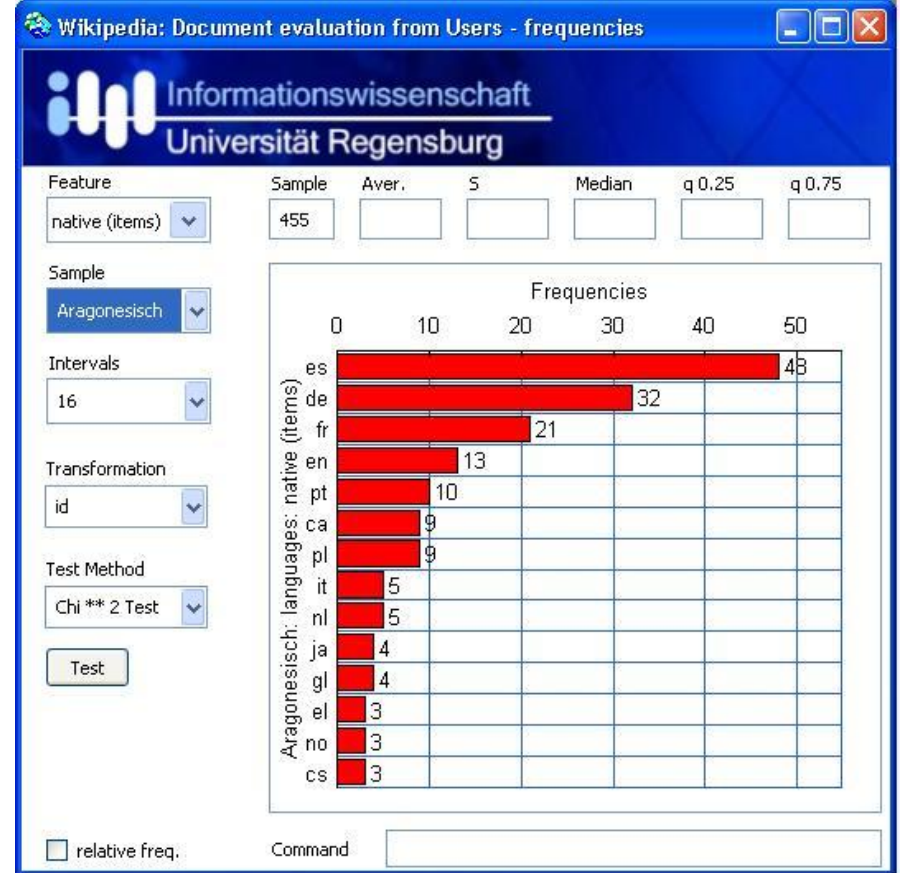 Wikipedia: Document evaluation from Users - frequencies
Informationswissenschaft
Universität Regensburg
Feature
native (items)
Sample
Aragonesisch
Intervals
16
Transformation
id
Test Method
Chi ** 2 Test
Test
relative freq.
Sample Aver. S Median q 0.25 q 0.75
455
Frequencies
0 10 20 30 40 50
Aragonesisch: languages: native (items)
es 48
de 32
fr 21
en 13
pt 10
ca 9
pl 9
it 5
nl 5
ja 4
gl 4
el 3
no 3
cs 3
Command